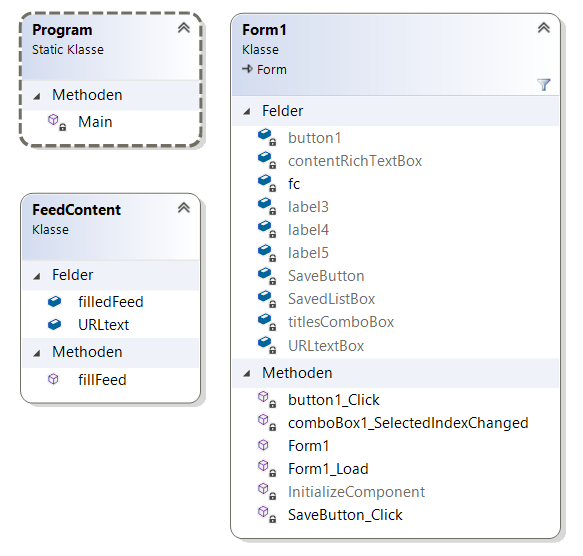 Program
Static Klasse
Methoden
Main
FeedContent
Klasse
Felder
filledFeed
URLtext
Methoden
fillFeed
Form1
Klasse
Form
Felder
button1
contentRichTextBox
fc
label3
label4
label5
SaveButton
SavedListBox
titlesComboBox
URLtextBox
Methoden
button1_Click
comboBox1_SelectedIndexChanged
Form1
Form1_Load
InitializeComponent
SaveButton_Click